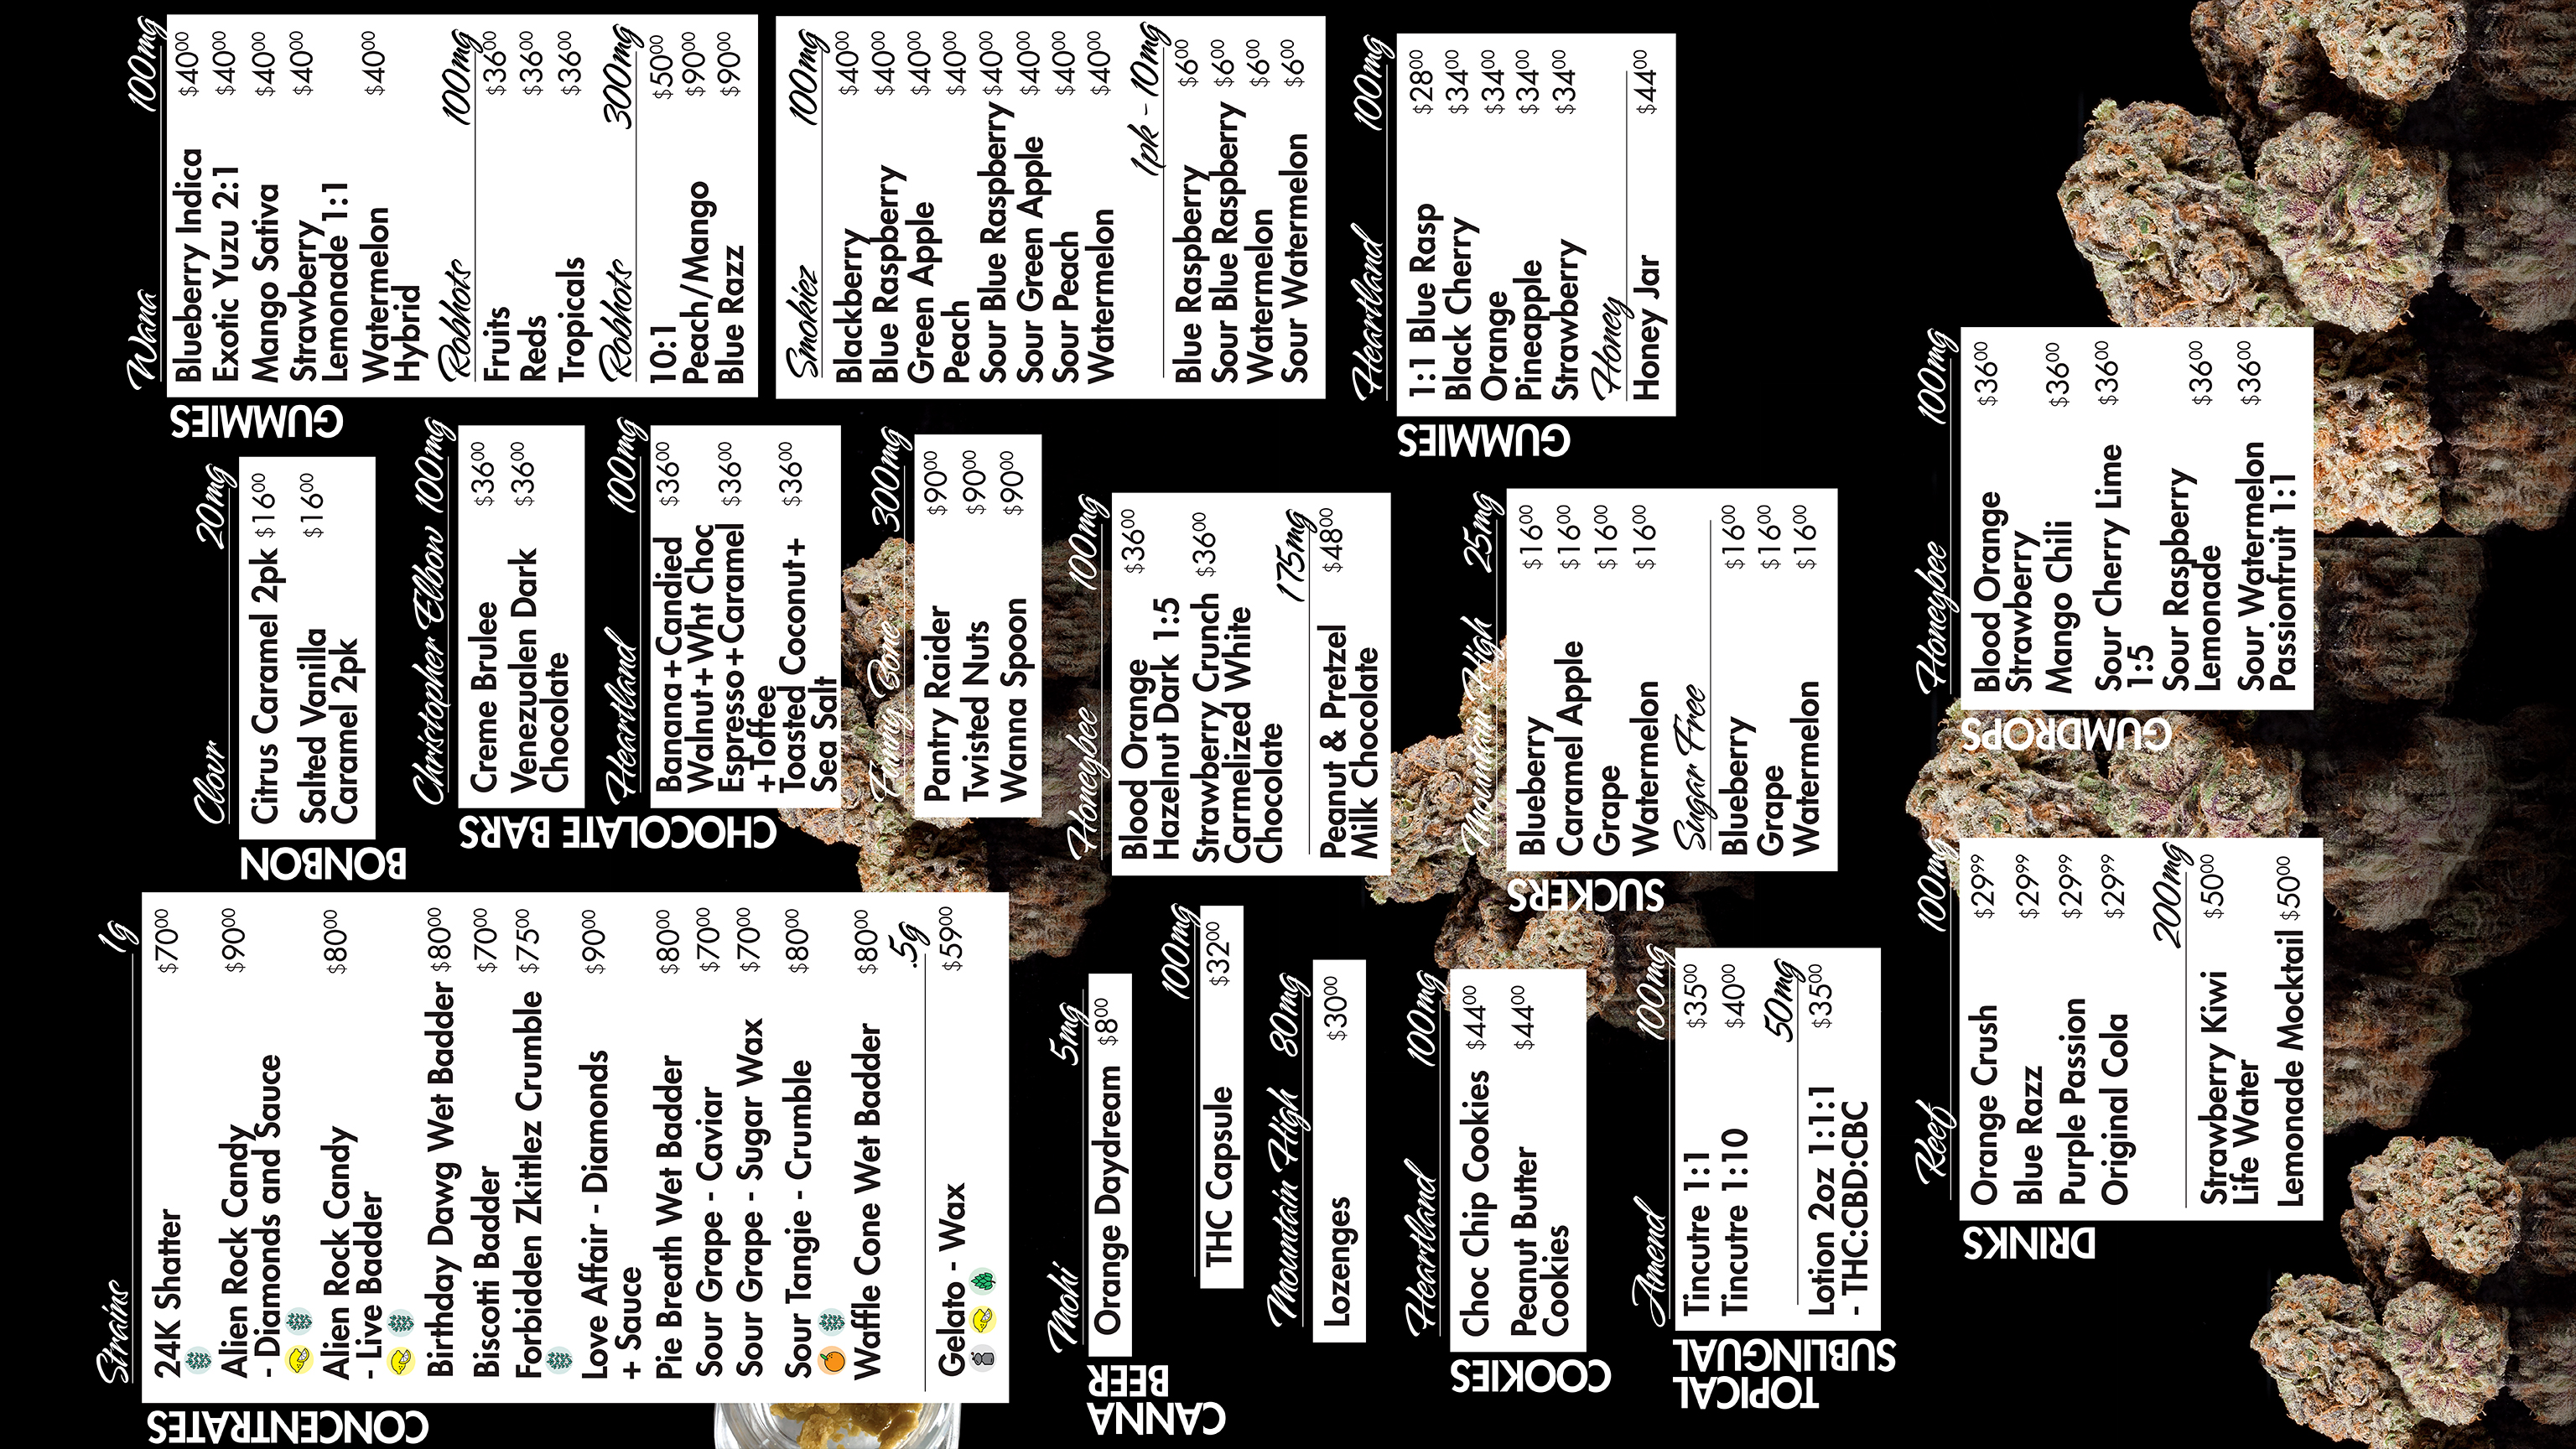 CONCENTRATES
Strains 1g
24K Shatter $70.00
Alien Rock Candy $90.00
- Diamonds and Sauce
Alien Rock Candy $80.00
- Live Badder
Birthday Dawg Wet Badder $80.00
Biscotti Badder $70.00
Forbidden Zkittlez Crumble $75.00
Love Affair - Diamonds $90.00
+ Sauce
Pie Breath Wet Badder $80.00
Sour Grape - Caviar $70.00
Sour Grape - Sugar Wax $70.00
Sour Tangie - Crumble $80.00
Waffle Cone Wet Badder $80.00
.5g
Gelato - Wax $59.00
CANNA
BEER
Mohi 5mg
Orange Daydream $8.00
100mg
THC Capsule $32.00
Mountain High 80mg
Lozenges $30.00
COOKIES
Heartland 100mg
Choc Chip Cookies $44.00
Peanut Butter $44.00
Cookies
TOPICAL
SUBLINGUAL
Amend 100mg
Tincutre 1:1 $35.00
Tincutre 1:10 $40.00
50mg
Lotion 2oz 1:1:1 $35.00
- THC:CBD:CBC
DRINKS
Reef 100mg
Orange Crush $29.99
Blue Razz $29.99
Purple Passion $29.99
Original Cola $29.99
200mg
Strawberry Kiwi $50.00
Life Water
Lemonade Mocktail $50.00
BONBON
Clovr 20mg
Citrus Caramel 2pk $16.00
Salted Vanilla $16.00
Caramel 2pk
CHOCOLATE BARS
Christopher Elbow 100mg
Creme Brulee $36.00
Venezualen Dark $36.00
Chocolate
Heartland 100mg
Banana+Candied $36.00
Walnut+Wht Choc
Espresso+Caramel $36.00
+Toffee
Toasted Coconut+ $36.00
Sea Salt
Funny Bone 300mg
Pantry Raider $90.00
Twisted Nuts $90.00
Wanna Spoon $90.00
Honeybee 100mg
Blood Orange $36.00
Hazelnut Dark 1:5
Strawberry Crunch $36.00
Carmelized White
Chocolate
175mg
Peanut & Pretzel $48.00
Milk Chocolate
SUCKERS
Mountain High 25mg
Blueberry $16.00
Caramel Apple $16.00
Grape $16.00
Watermelon $16.00
Sugar Free
Blueberry $16.00
Grape $16.00
Watermelon $16.00
GUMDROPS
Honeybee 100mg
Blood Orange $36.00
Strawberry
Mango Chili $36.00
Sour Cherry Lime $36.00
1:5
Sour Raspberry $36.00
Lemonade
Sour Watermelon $36.00
Passionfruit 1:1
GUMMIES
Wana 100mg
Blueberry Indica $40.00
Exotic Yuzu 2:1 $40.00
Mango Sativa $40.00
Strawberry $40.00
Lemonade 1:1
Watermelon $40.00
Hybrid
Robhots 100mg
Fruits $36.00
Reds $36.00
Tropicals $36.00
Robhots 300mg
10:1 $50.00
Peach/Mango $90.00
Blue Razz $90.00
Smokiez 100mg
Blackberry $40.00
Blue Raspberry $40.00
Green Apple $40.00
Peach $40.00
Sour Blue Raspberry $40.00
Sour Green Apple $40.00
Sour Peach $40.00
Watermelon $40.00
1pk - 10mg
Blue Raspberry $6.00
Sour Blue Raspberry $6.00
Watermelon $6.00
Sour Watermelon $6.00
GUMMIES
Heartland 100mg
1:1 Blue Rasp $28.00
Black Cherry $34.00
Orange $34.00
Pineapple $34.00
Strawberry $34.00
Honey
Honey Jar $44.00